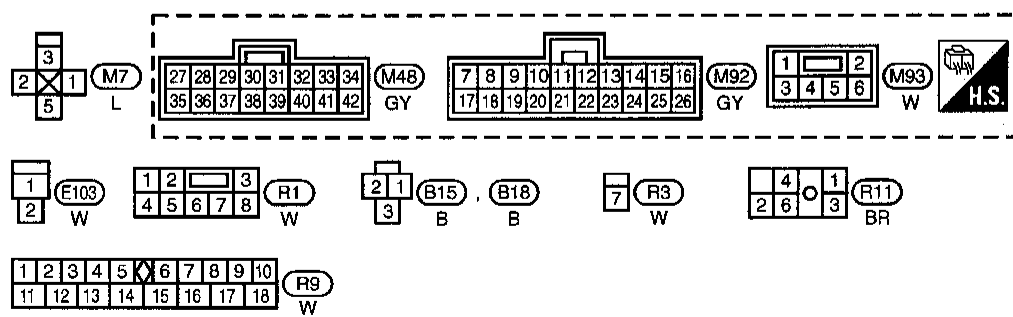 3
2 1
5
M7
L
27 28 29 30 31 32 33 34
35 36 37 38 39 40 41 42
M48
GY
7 8 9 10 11 12 13 14 15 16
17 18 19 20 21 22 23 24 25 26
M92
GY
1 2
3 4 5 6
M93
W
H.S.
1
2
E103
W
1 2 3
4 5 6 7 8
R1
W
2 1
3
B15 , B18
B B
7
R3
W
4 1
2 6 3
R11
BR
1 2 3 4 5 6 7 8 9 10
11 12 13 14 15 16 17 18
R9
W